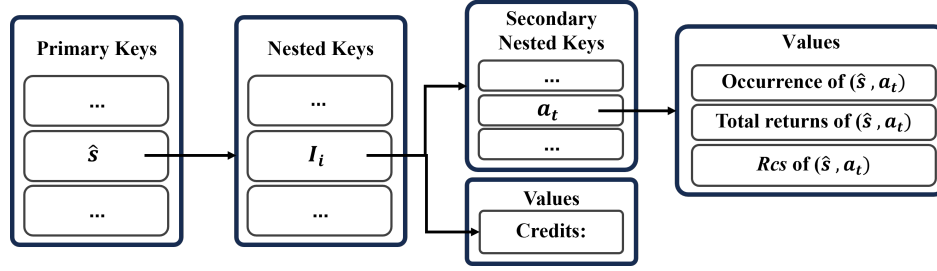 Primary Keys
...
ŝ
...
Nested Keys
...
I_i
...
Secondary
Nested Keys
...
a_t
...
Values
Credits:
Values
Occurrence of (ŝ , a_t)
Total returns of (ŝ , a_t)
Rcs of (ŝ , a_t)